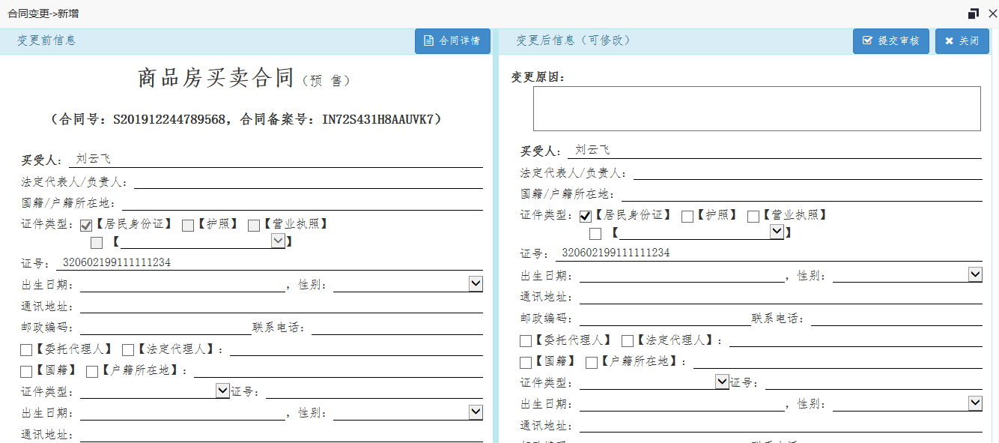 合同变更->新增
变更前信息
合同详情
商品房买卖合同（预 售）
（合同号：S201912244789568，合同备案号：IN72S431H8AAUVK7）
买受人：刘云飞
法定代表人/负责人：
国籍/户籍所在地：
证件类型：【居民身份证】【护照】【营业执照】
【】
证号：320602199111111234
出生日期：，性别：
通讯地址：
邮政编码：联系电话：
【委托代理人】【法定代理人】：
【国籍】【户籍所在地】：
证件类型：证号：
出生日期：，性别：
通讯地址：
变更后信息（可修改）
提交审核
关闭
变更原因：
买受人：刘云飞
法定代表人/负责人：
国籍/户籍所在地：
证件类型：【居民身份证】【护照】【营业执照】
【】
证号：320602199111111234
出生日期：，性别：
通讯地址：
邮政编码：联系电话：
【委托代理人】【法定代理人】：
【国籍】【户籍所在地】：
证件类型：证号：
出生日期：，性别：
通讯地址：